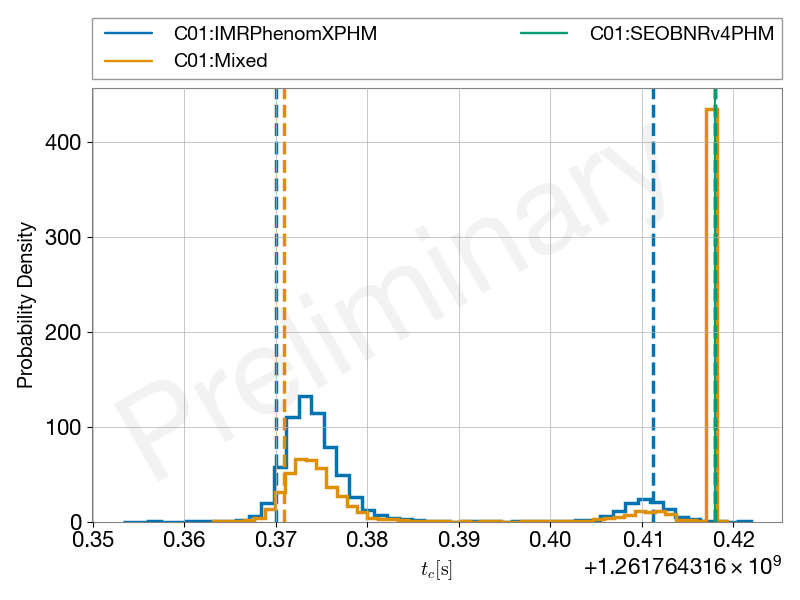 C01:IMRPhenomXPHM
C01:SEOBNRv4PHM
C01:Mixed
Probability Density
400
300
200
100
0
Preliminary
0.35 0.36 0.37 0.38 0.39 0.40 0.41 0.42
t_c[s]
+1.261764316 × 10⁹